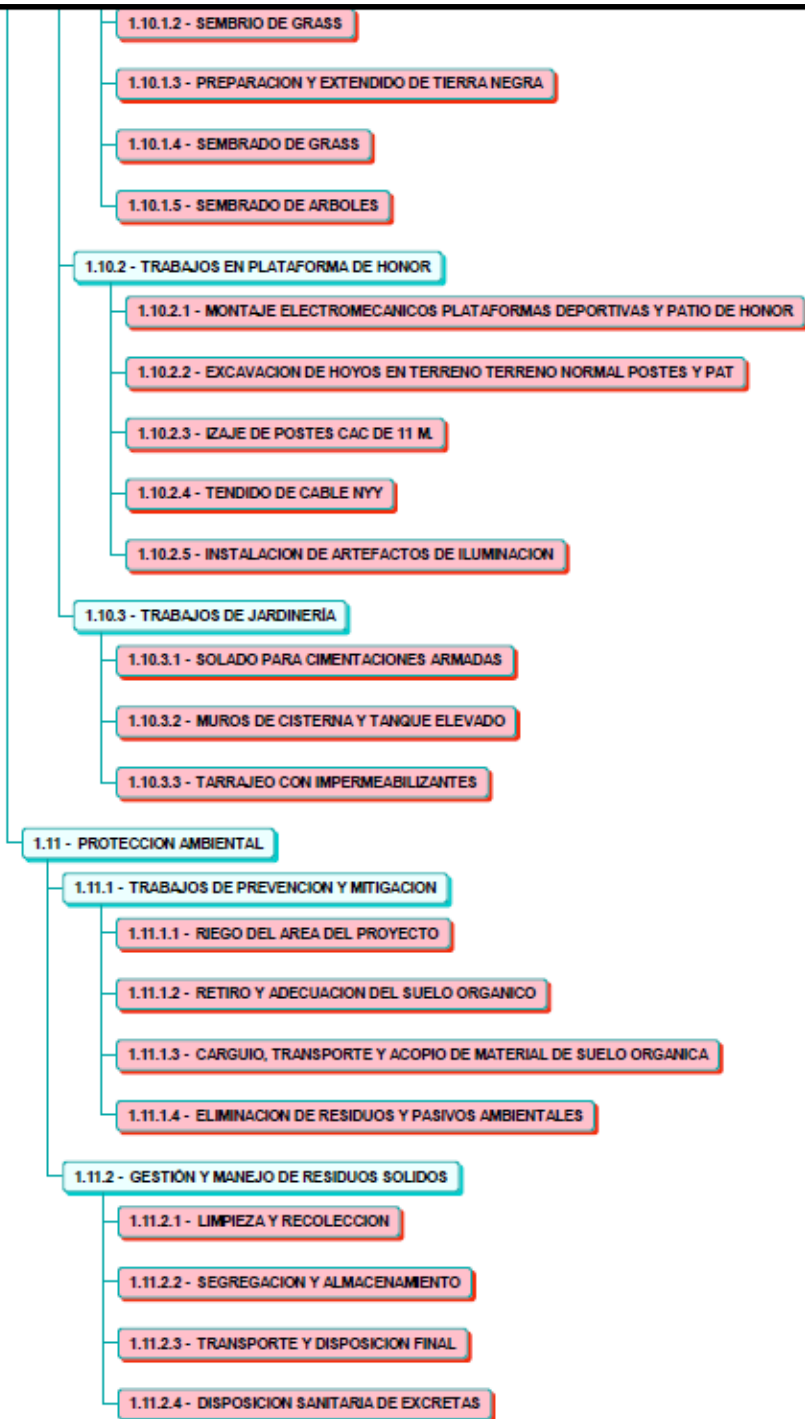 1.10.1.2 - SEMBRIO DE GRASS
1.10.1.3 - PREPARACION Y EXTENDIDO DE TIERRA NEGRA
1.10.1.4 - SEMBRADO DE GRASS
1.10.1.5 - SEMBRADO DE ARBOLES
1.10.2 - TRABAJOS EN PLATAFORMA DE HONOR
1.10.2.1 - MONTAJE ELECTROMECANICOS PLATAFORMAS DEPORTIVAS Y PATIO DE HONOR
1.10.2.2 - EXCAVACION DE HOYOS EN TERRENO TERRENO NORMAL POSTES Y PAT
1.10.2.3 - IZAJE DE POSTES CAC DE 11 M.
1.10.2.4 - TENDIDO DE CABLE NYY
1.10.2.5 - INSTALACION DE ARTEFACTOS DE ILUMINACION
1.10.3 - TRABAJOS DE JARDINERÍA
1.10.3.1 - SOLADO PARA CIMENTACIONES ARMADAS
1.10.3.2 - MUROS DE CISTERNA Y TANQUE ELEVADO
1.10.3.3 - TARRAJEO CON IMPERMEABILIZANTES
1.11 - PROTECCION AMBIENTAL
1.11.1 - TRABAJOS DE PREVENCION Y MITIGACION
1.11.1.1 - RIEGO DEL AREA DEL PROYECTO
1.11.1.2 - RETIRO Y ADECUACION DEL SUELO ORGANICO
1.11.1.3 - CARGUIO, TRANSPORTE Y ACOPIO DE MATERIAL DE SUELO ORGANICA
1.11.1.4 - ELIMINACION DE RESIDUOS Y PASIVOS AMBIENTALES
1.11.2 - GESTIÓN Y MANEJO DE RESIDUOS SOLIDOS
1.11.2.1 - LIMPIEZA Y RECOLECCION
1.11.2.2 - SEGREGACION Y ALMACENAMIENTO
1.11.2.3 - TRANSPORTE Y DISPOSICION FINAL
1.11.2.4 - DISPOSICION SANITARIA DE EXCRETAS